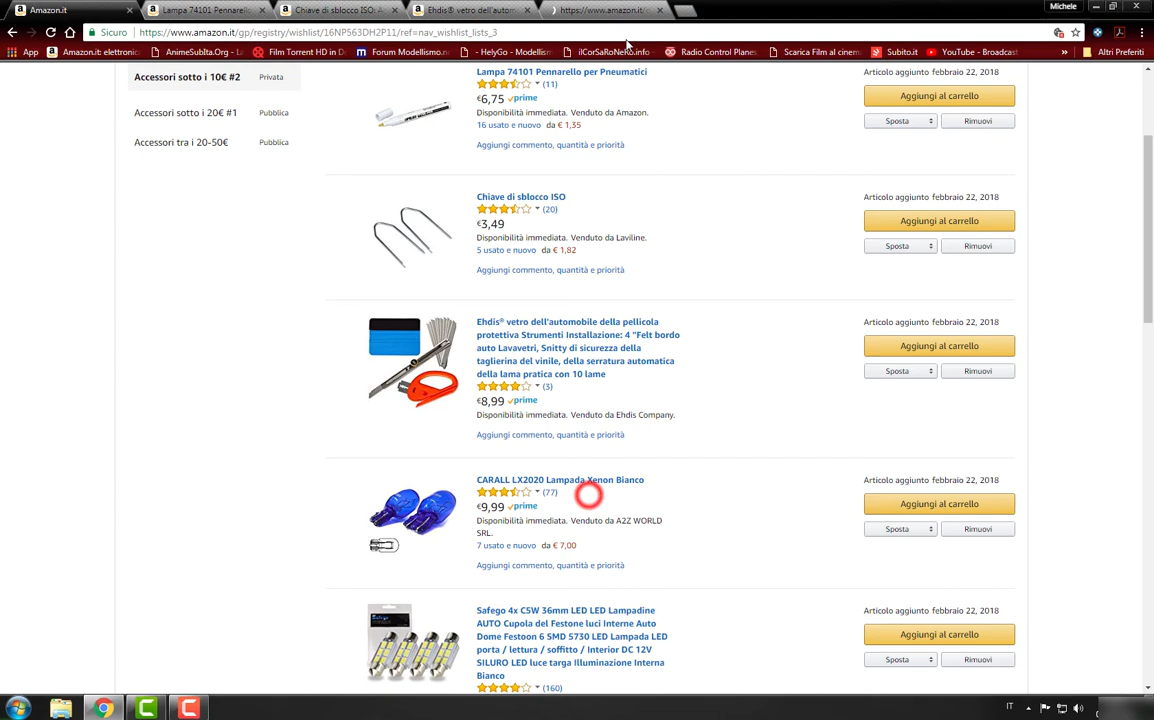 Amazon.it
Lampa 74101 Pennarello
Chiave di sblocco ISO: A
Ehdis® vetro dell'autom
https://www.amazon.it/
Michele
Sicuro
https://www.amazon.it/gp/registry/wishlist/16NP563DH2P11/ref=nav_wishlist_lists_3
App
Amazon.it: elettronic
AnimeSubIta.Org -
Film Torrent HD in D
Forum Modellismo.n
- HelyGo - Modellism
ilCorSaRoNeRo.info -
Radio Control Planes
Scarica Film al cinem
Subito.it
YouTube - Broadcast
»
Altri Preferiti
Accessori sotto i 10€ #2
Privata
Accessori sotto i 20€ #1
Pubblica
Accessori tra i 20-50€
Pubblica
Lampa 74101 Pennarello per Pneumatici
(11)
€6,75 prime
Disponibilità immediata. Venduto da Amazon.
16 usato e nuovo da € 1,35
Aggiungi commento, quantità e priorità
Articolo aggiunto febbraio 22, 2018
Aggiungi al carrello
Sposta
Rimuovi
Chiave di sblocco ISO
(20)
€3,49
Disponibilità immediata. Venduto da Laviline.
5 usato e nuovo da € 1,82
Aggiungi commento, quantità e priorità
Articolo aggiunto febbraio 22, 2018
Aggiungi al carrello
Sposta
Rimuovi
Ehdis® vetro dell'automobile della pellicola
protettiva Strumenti Installazione: 4 "Felt bordo
auto Lavavetri, Snitty di sicurezza della
taglierina del vinile, della serratura automatica
della lama pratica con 10 lame
(3)
€8,99 prime
Disponibilità immediata. Venduto da Ehdis Company.
Aggiungi commento, quantità e priorità
Articolo aggiunto febbraio 22, 2018
Aggiungi al carrello
Sposta
Rimuovi
CARALL LX2020 Lampada Xenon Bianco
(77)
€9,99 prime
Disponibilità immediata. Venduto da A2Z WORLD
SRL.
7 usato e nuovo da € 7,00
Aggiungi commento, quantità e priorità
Articolo aggiunto febbraio 22, 2018
Aggiungi al carrello
Sposta
Rimuovi
Safego 4x C5W 36mm LED LED Lampadine
AUTO Cupola del Festone luci Interne Auto
Dome Festoon 6 SMD 5730 LED Lampada LED
porta / lettura / soffitto / Interior DC 12V
SILURO LED luce targa Illuminazione Interna
Bianco
(160)
Articolo aggiunto febbraio 22, 2018
Aggiungi al carrello
Sposta
Rimuovi
IT